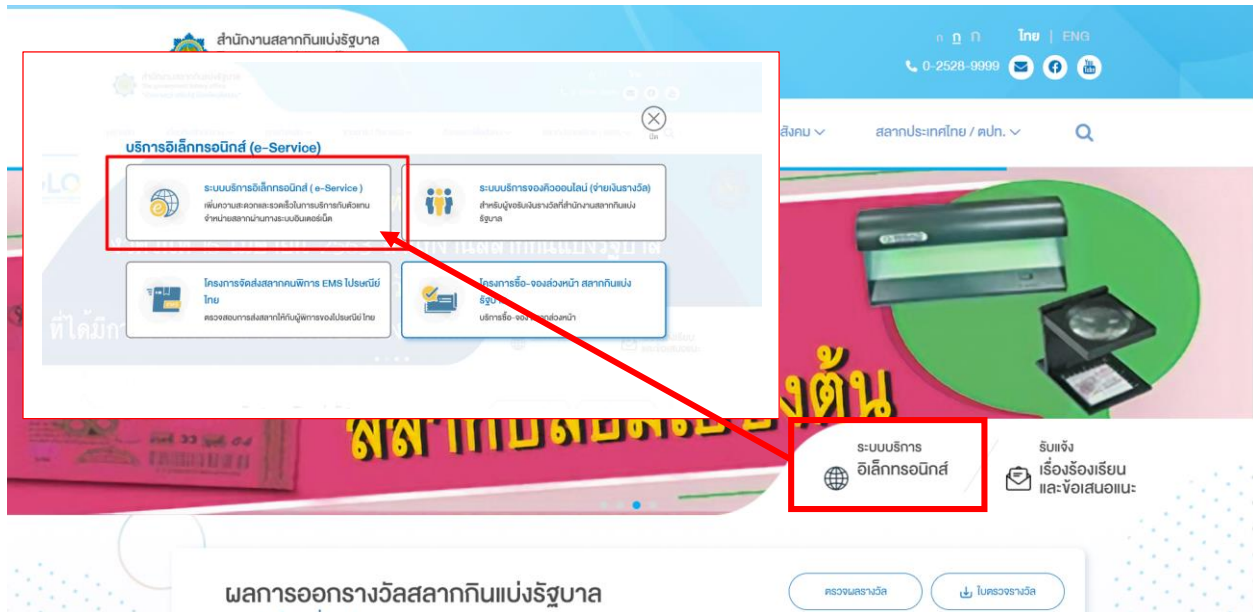 สำนักงานสลากกินแบ่งรัฐบาล
ก ก ก ไทย | ENG
0-2528-9999
สังคม
สลากประเทศไทย / ตปท.
ปิด
บริการอิเล็กทรอนิกส์ (e-Service)
ระบบบริการอิเล็กทรอนิกส์ ( e-Service )
เพิ่มความสะดวกและรวดเร็วในการบริการกับตัวแทน
จำหน่ายสลากผ่านทางระบบอินเตอร์เน็ต
ระบบบริการจองคิวออนไลน์ (จ่ายเงินรางวัล)
สำหรับผู้ขอรับเงินรางวัลที่สำนักงานสลากกินแบ่ง
รัฐบาล
โครงการจัดส่งสลากคนพิการ EMS ไปรษณีย์
ไทย
ตรวจสอบการส่งสลากให้กับผู้พิการของไปรษณีย์ไทย
โครงการซื้อ-จองล่วงหน้า สลากกินแบ่ง
บริการซื้อ-จอง
ที่ได้มีการ
ระบบบริการ
อิเล็กทรอนิกส์
รับแจ้ง
เรื่องร้องเรียน
และข้อเสนอแนะ
ผลการออกรางวัลสลากกินแบ่งรัฐบาล
ตรวจผลรางวัล
ใบตรวจรางวัล